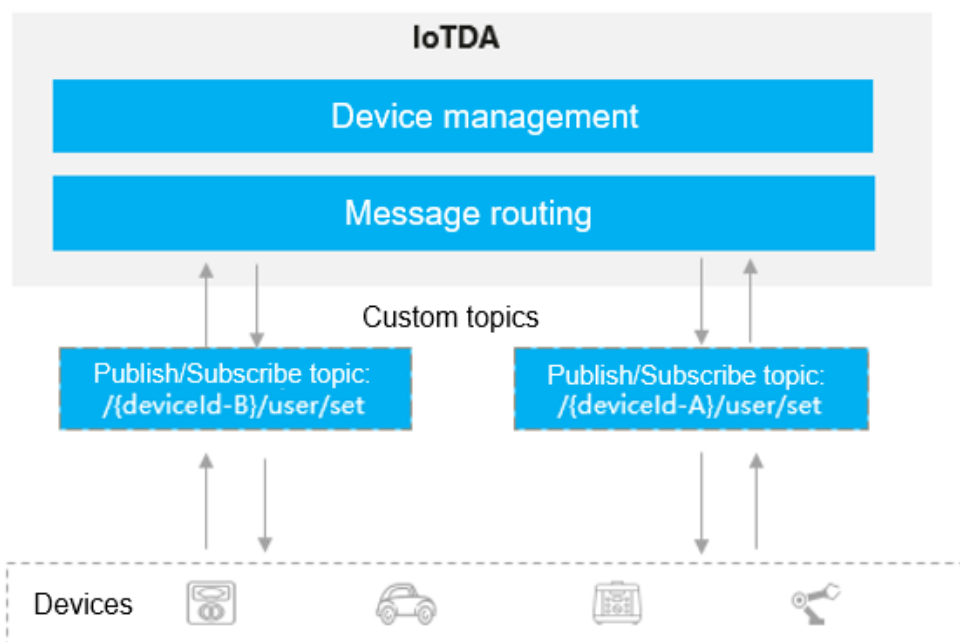 IoTDA
Device management
Message routing
Custom topics
Publish/Subscribe topic:
/{deviceId-B}/user/set
Publish/Subscribe topic:
/{deviceId-A}/user/set
Devices